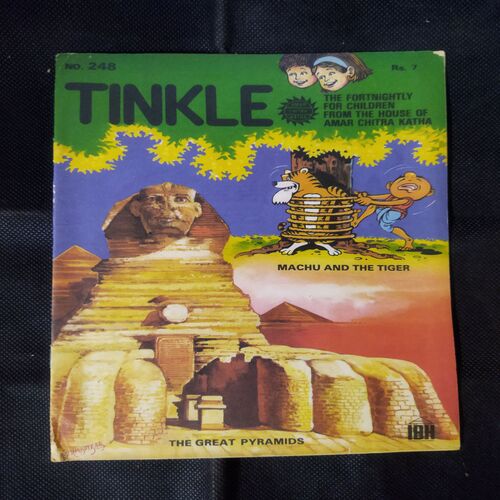 NO. 248
Rs. 7
TINKLE
THE FORTNIGHTLY
FOR CHILDREN
FROM THE HOUSE OF
AMAR CHITRA KATHA
MACHU AND THE TIGER
THE GREAT PYRAMIDS
IBH